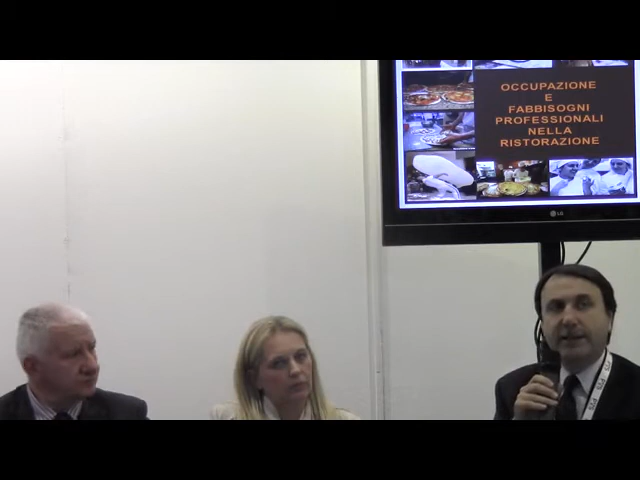 OCCUPAZIONE
E
FABBISOGNI
PROFESSIONALI
NELLA
RISTORAZIONE
LG